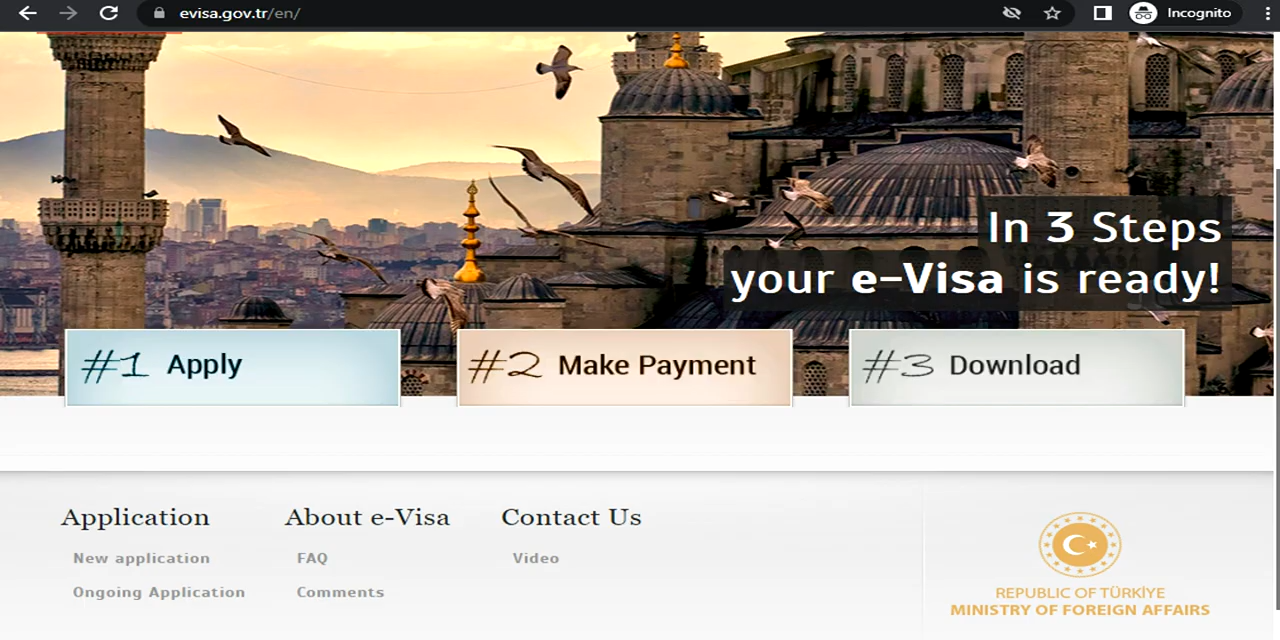 evisa.gov.tr/en/
Incognito
In 3 Steps
your e-Visa is ready!
#1 Apply
#2 Make Payment
#3 Download
Application
New application
Ongoing Application
About e-Visa
FAQ
Comments
Contact Us
Video
REPUBLIC OF TÜRKİYE
MINISTRY OF FOREIGN AFFAIRS